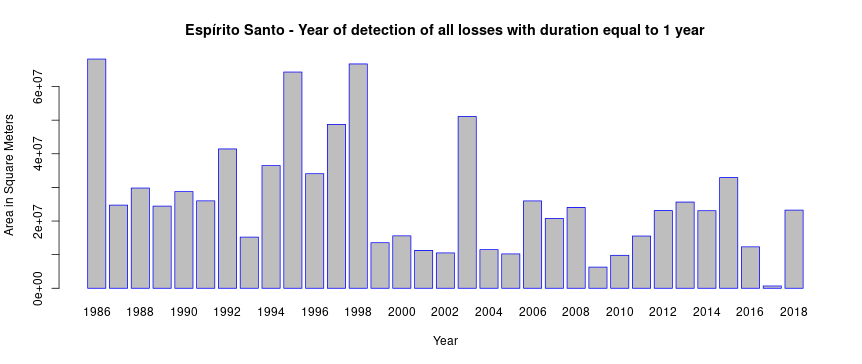 Espírito Santo - Year of detection of all losses with duration equal to 1 year
Area in Square Meters
6e+07
4e+07
2e+07
0e+00
1986 1988 1990 1992 1994 1996 1998 2000 2002 2004 2006 2008 2010 2012 2014 2016 2018
Year